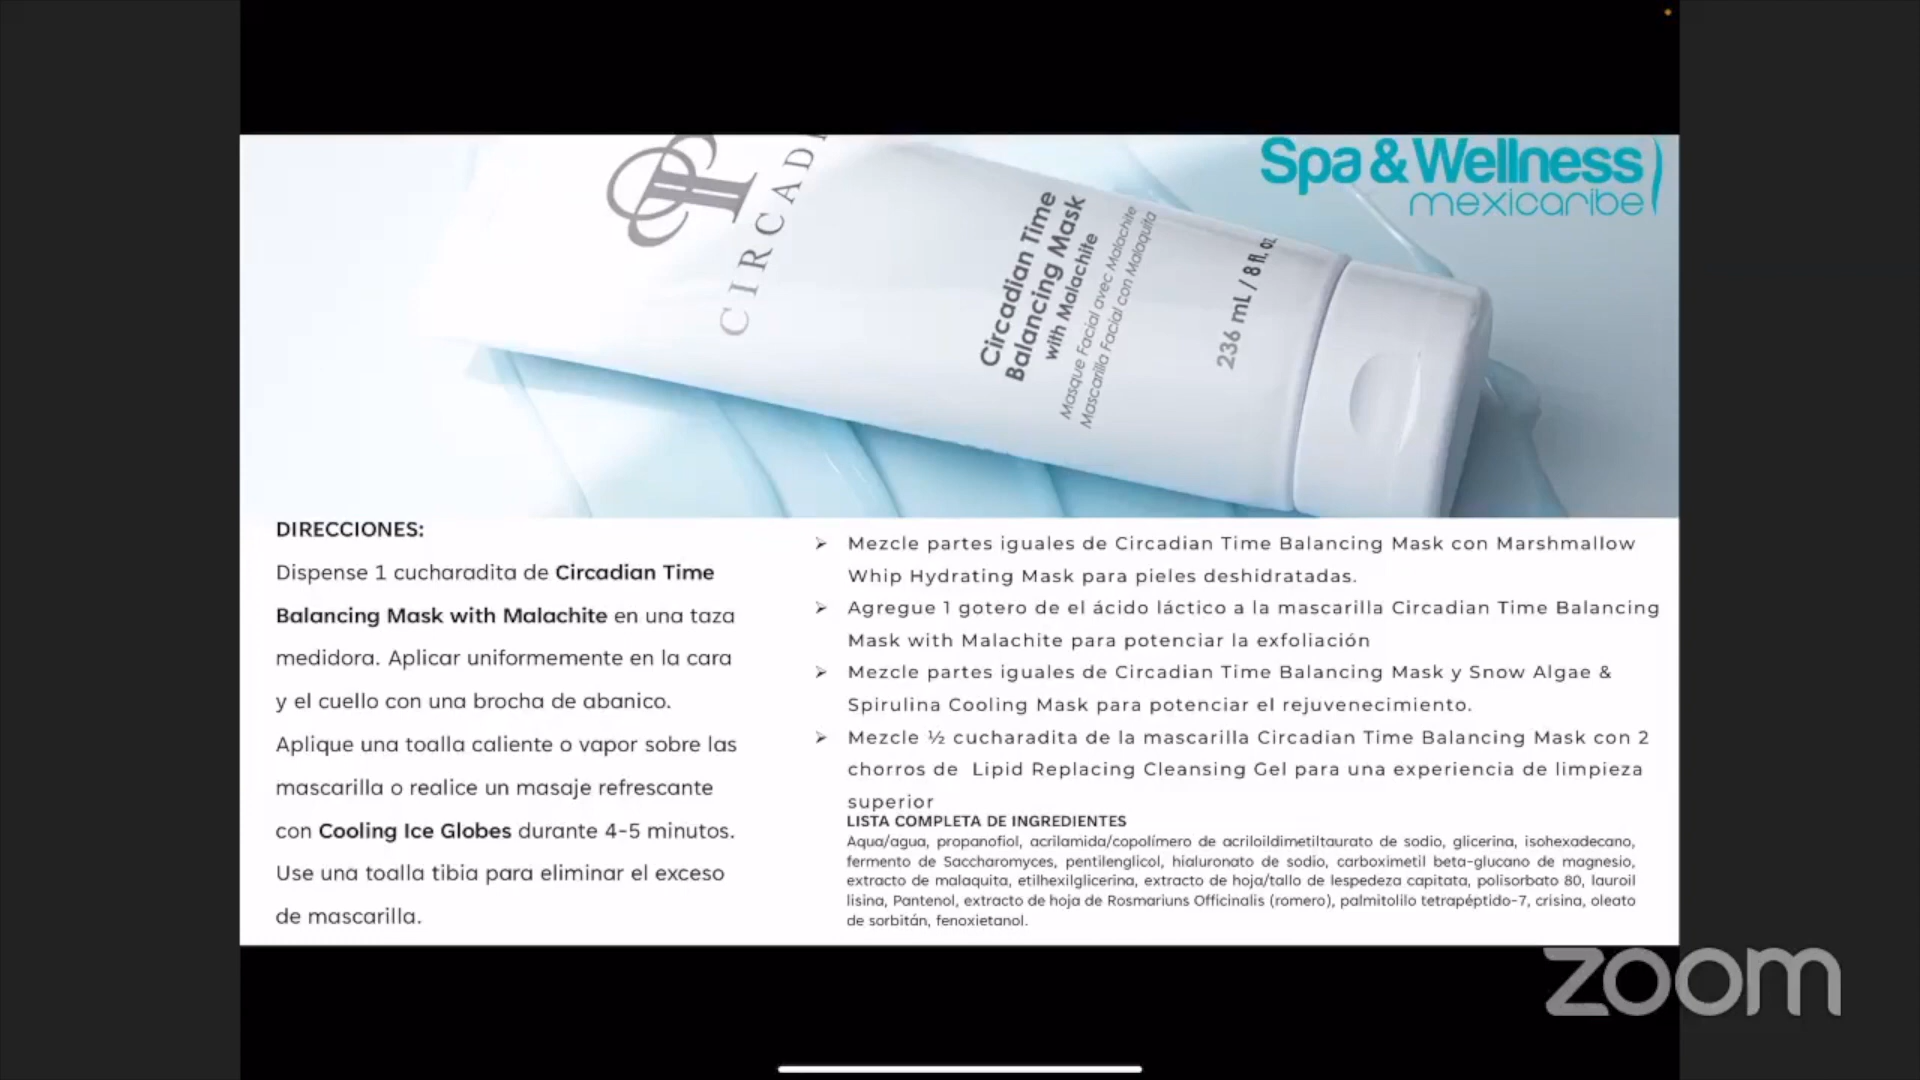 CIRCADI
Circadian Time
Balancing Mask
with Malachite
Masque Facial avec Malachite
Mascarilla Facial con Malaquita
236 mL / 8 fl. oz.
Spa & Wellness
mexicaribe
DIRECCIONES:
Dispense 1 cucharadita de Circadian Time
Balancing Mask with Malachite en una taza
medidora. Aplicar uniformemente en la cara
y el cuello con una brocha de abanico.
Aplique una toalla caliente o vapor sobre las
mascarilla o realice un masaje refrescante
con Cooling Ice Globes durante 4-5 minutos.
Use una toalla tibia para eliminar el exceso
de mascarilla.
➢ Mezcle partes iguales de Circadian Time Balancing Mask con Marshmallow
Whip Hydrating Mask para pieles deshidratadas.
➢ Agregue 1 gotero de el ácido láctico a la mascarilla Circadian Time Balancing
Mask with Malachite para potenciar la exfoliación
➢ Mezcle partes iguales de Circadian Time Balancing Mask y Snow Algae &
Spirulina Cooling Mask para potenciar el rejuvenecimiento.
➢ Mezcle ½ cucharadita de la mascarilla Circadian Time Balancing Mask con 2
chorros de Lipid Replacing Cleansing Gel para una experiencia de limpieza
superior
LISTA COMPLETA DE INGREDIENTES
Aqua/agua, propanofiol, acrilamida/copolímero de acriloildimetiltaurato de sodio, glicerina, isohexadecano,
fermento de Saccharomyces, pentilenglicol, hialuronato de sodio, carboximetil beta-glucano de magnesio,
extracto de malaquita, etilhexilglicerina, extracto de hoja/tallo de lespedeza capitata, polisorbato 80, lauroil
lisina, Pantenol, extracto de hoja de Rosmariuns Officinalis (romero), palmitolilo tetrapéptido-7, crisina, oleato
de sorbitán, fenoxietanol.
zoom